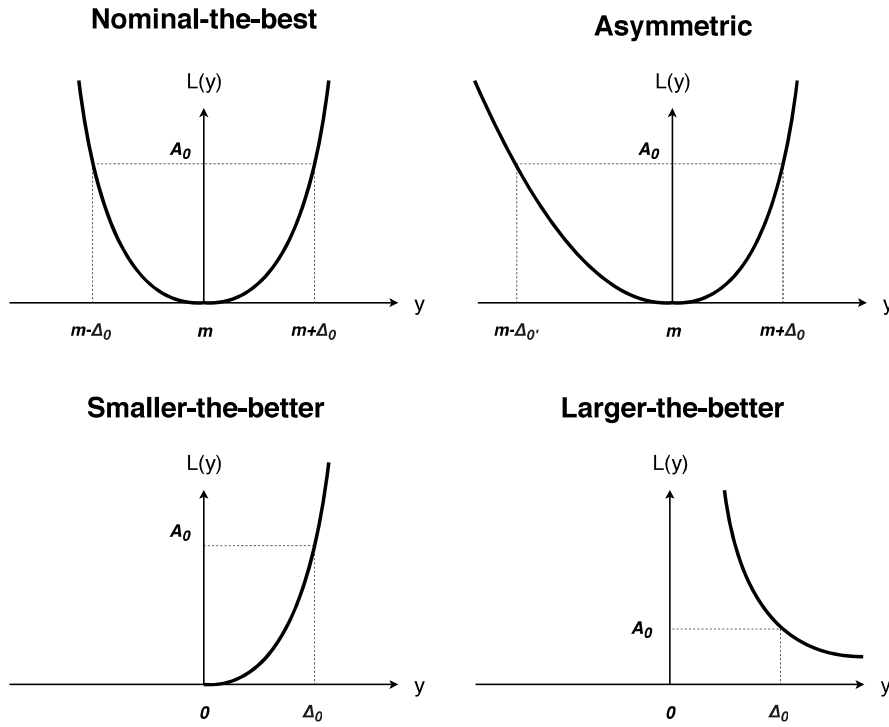 Nominal-the-best
L(y)
A₀
y
m-Δ₀
m
m+Δ₀
Asymmetric
L(y)
A₀
y
m-Δ₀'
m
m+Δ₀
Smaller-the-better
L(y)
A₀
y
0
Δ₀
Larger-the-better
L(y)
A₀
y
0
Δ₀